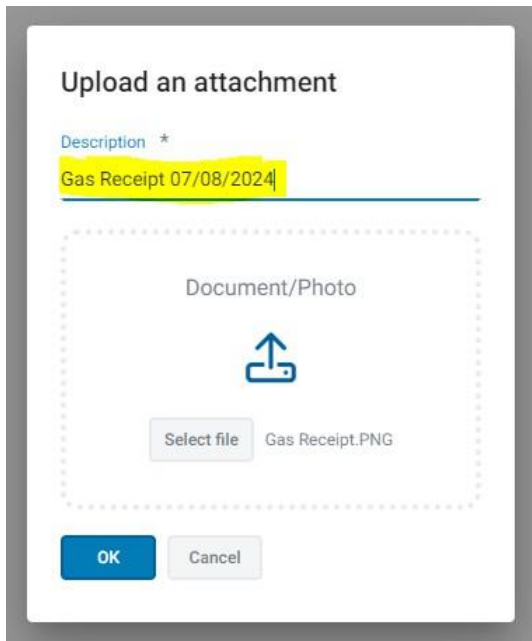 Upload an attachment
Description *
Gas Receipt 07/08/2024
Document/Photo
Select file Gas Receipt.PNG
OK Cancel